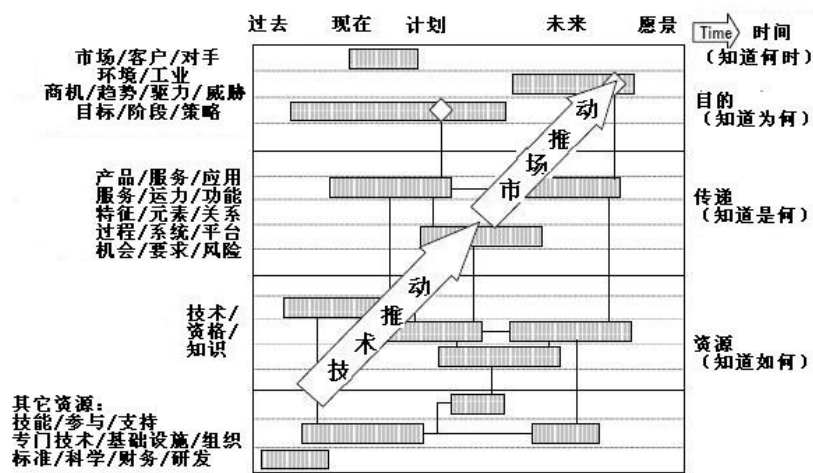 过去 现在 计划 未来 愿景 Time 时间
(知道何时)
市场/客户/对手
环境/工业
商机/趋势/驱力/威胁
目标/阶段/策略
目的
(知道为何)
产品/服务/应用
服务/运力/功能
特征/元素/关系
过程/系统/平台
机会/要求/风险
传递
(知道是何)
市场推动
技术/
资格/
知识
技术推动
资源
(知道如何)
其它资源：
技能/参与/支持
专门技术/基础设施/组织
标准/科学/财务/研发